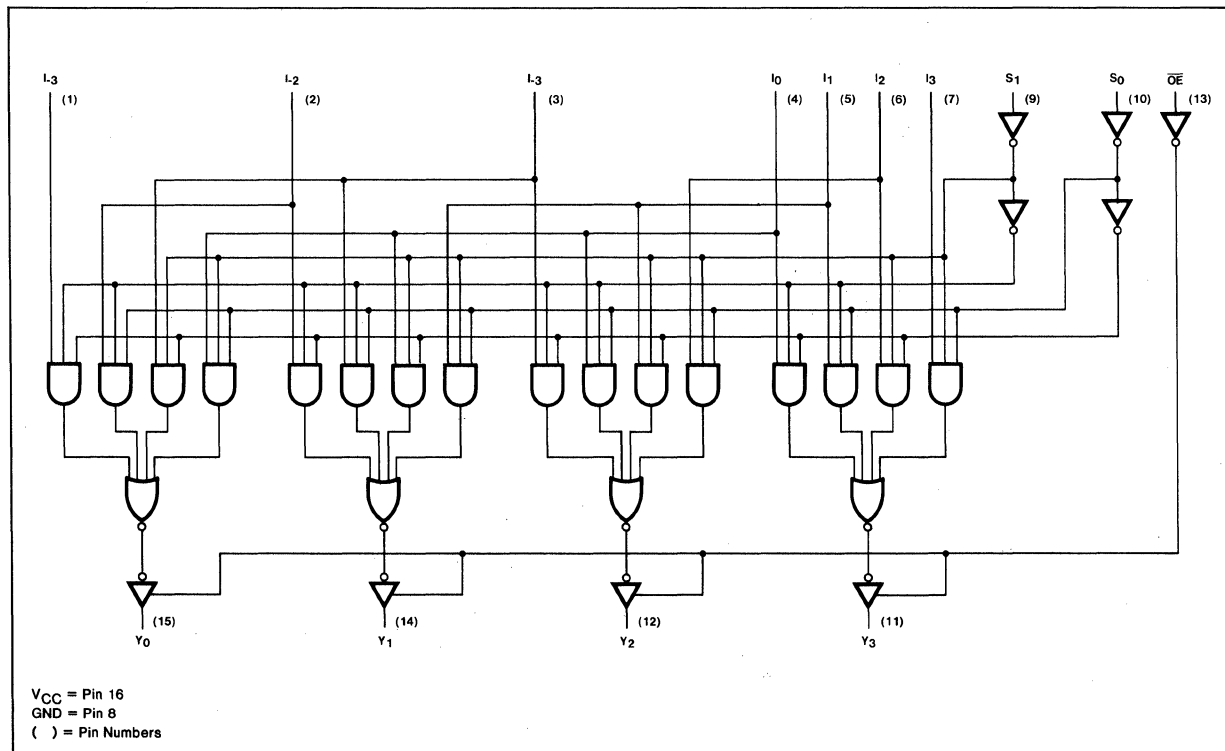 I-3 I-2 I-3 I0 I1 I2 I3 S1 S0 OE
(1) (2) (3) (4) (5) (6) (7) (9) (10) (13)
(15) (14) (12) (11)
Y0 Y1 Y2 Y3
VCC = Pin 16
GND = Pin 8
( ) = Pin Numbers